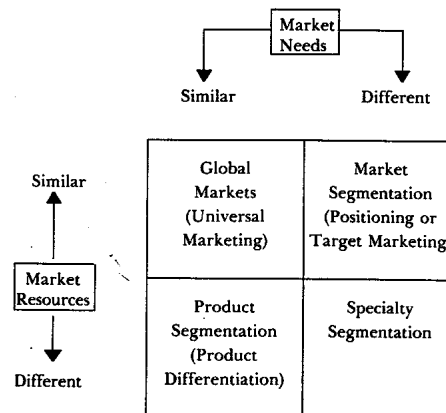 Market
Needs
Similar
Different
Similar
Market
Resources
Different
Global
Markets
(Universal
Marketing)
Market
Segmentation
(Positioning or
Target Marketing
Product
Segmentation
(Product
Differentiation)
Specialty
Segmentation